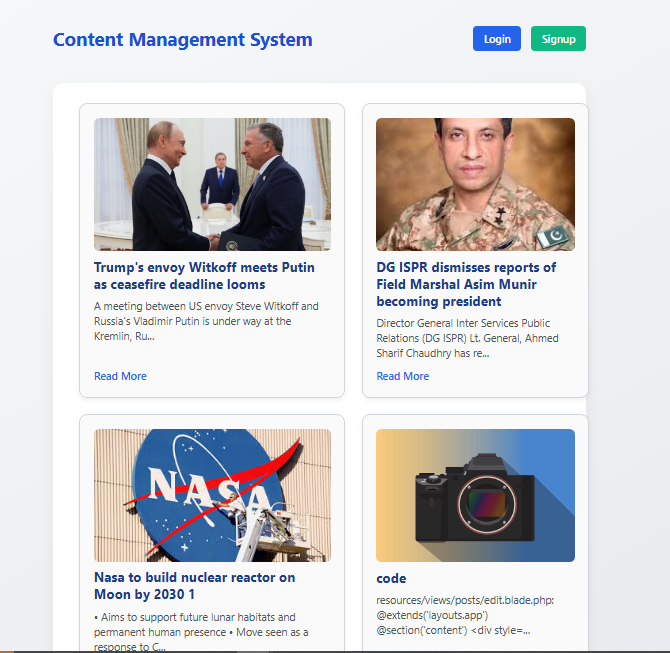 Content Management System
Login
Signup
Trump's envoy Witkoff meets Putin
as ceasefire deadline looms
A meeting between US envoy Steve Witkoff and
Russia's Vladimir Putin is under way at the
Kremlin, Ru...
Read More
DG ISPR dismisses reports of
Field Marshal Asim Munir
becoming president
Director General Inter Services Public
Relations (DG ISPR) Lt. General, Ahmed
Sharif Chaudhry has re...
Read More
NASA
Nasa to build nuclear reactor on
Moon by 2030 1
• Aims to support future lunar habitats and
permanent human presence • Move seen as a
response to C...
code
resources/views/posts/edit.blade.php:
@extends('layouts.app')
@section('content') <div style=...